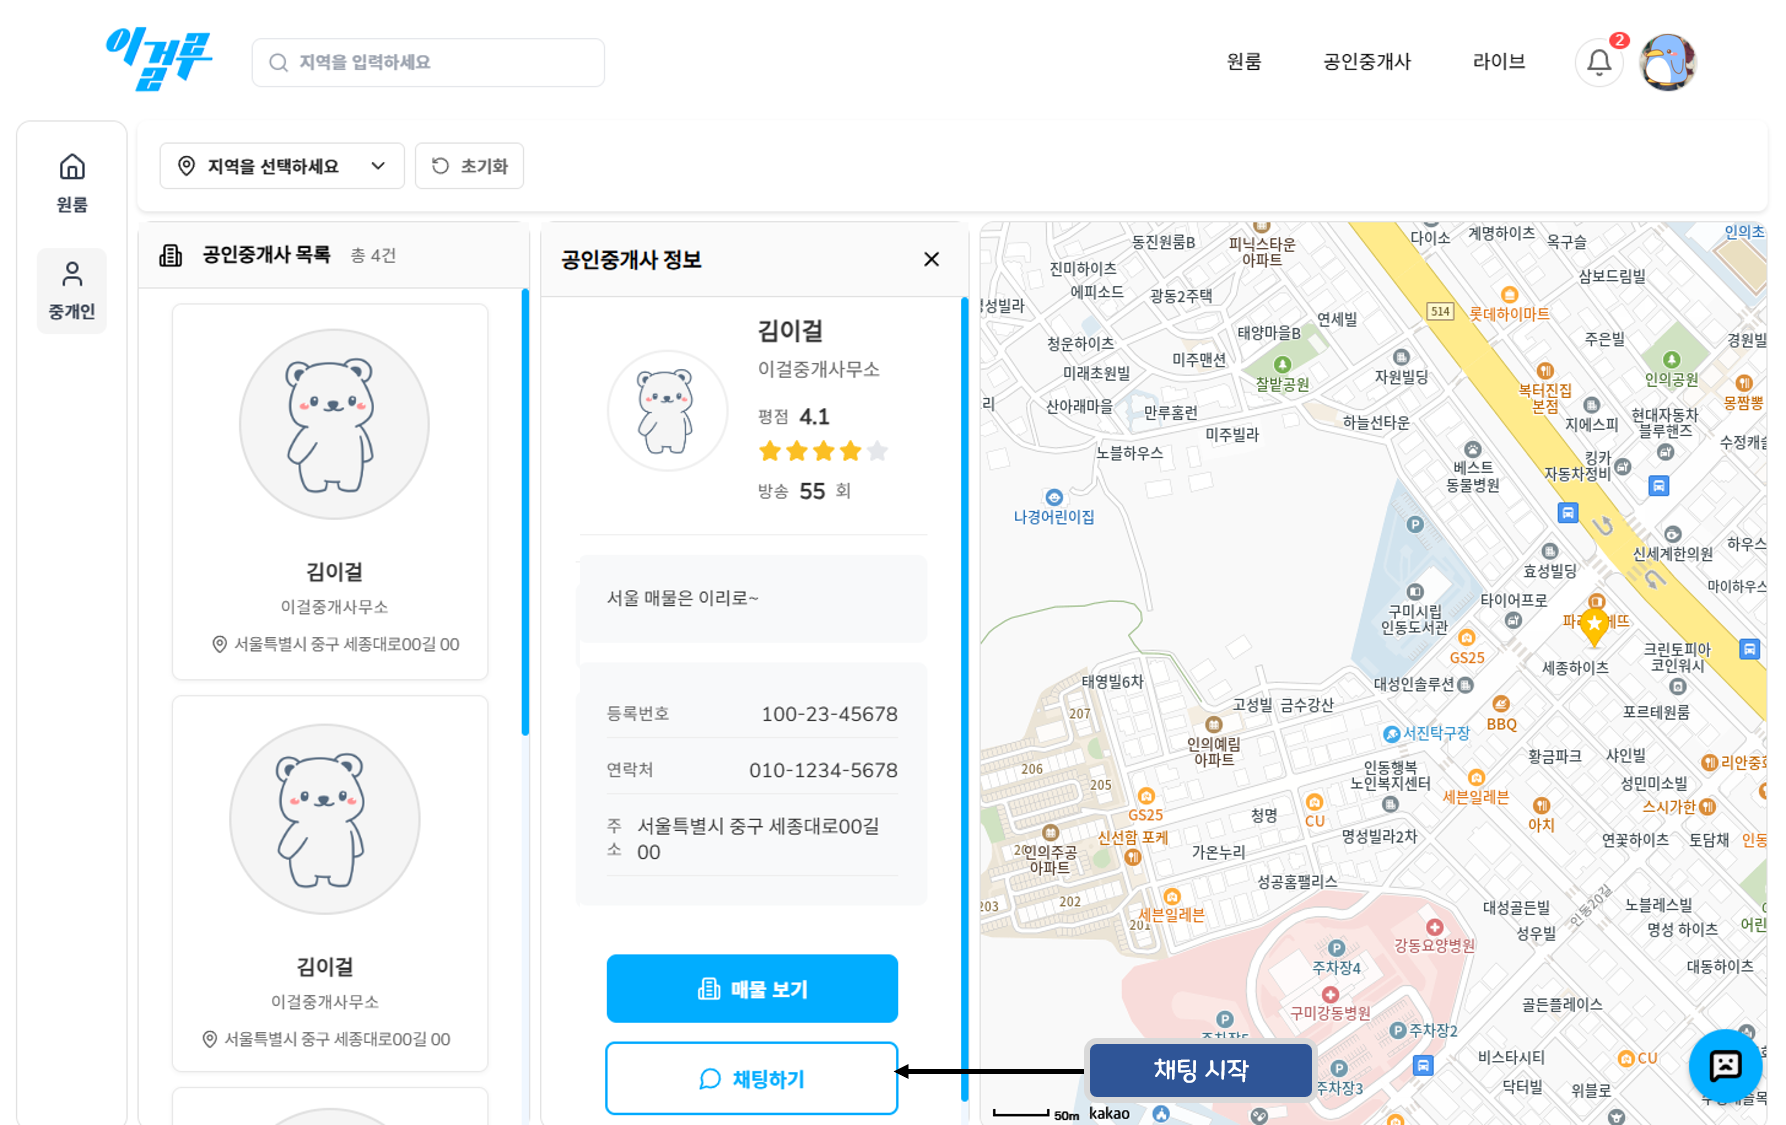 이걸루
지역을 입력하세요
원룸
공인중개사
라이브
2
원룸
중개인
지역을 선택하세요
초기화
공인중개사 목록 총 4건
김이걸
이걸중개사무소
서울특별시 중구 세종대로00길 00
김이걸
이걸중개사무소
서울특별시 중구 세종대로00길 00
공인중개사 정보
김이걸
이걸중개사무소
평점 4.1
방송 55 회
서울 매물은 이리로~
등록번호 100-23-45678
연락처 010-1234-5678
주소 서울특별시 중구 세종대로00길
00
매물 보기
채팅하기
채팅 시작
동진원룸B
피닉스타운
아파트
다이소
계명하이츠
옥구슬
인의초
진미하이츠
에피소드
광동2주택
삼보드림빌
성빌라
514
롯데하이마트
연세빌
태양마을B
청운하이츠
미주맨션
주은빌
경원빌
미래초원빌
찰밭공원
자원빌딩
인의공원
복터진집
본점
몽짬뽕
리
산아래마을
만루홈런
하늘선타운
지에스피
현대자동차
블루핸즈
미주빌라
노블하우스
수정캐슬
베스트
동물병원
킹카
자동차정비
나경어린이집
P
신세계한의원
하우스
효성빌딩
마이하우스
타이어프로
구미시립
인동도서관
GS25
세종하이츠
크린토피아
코인워시
대성인솔루션
태영빌6차
고성빌
금수강산
BBQ
포르테원룸
207
인의예림
아파트
서진탁구장
황금파크
샤인빌
리안중화
206
205
인동행복
노인복지센터
세븐일레븐
성민미소빌
GS25
CU
스시가한
청명
아치
신선함 포케
명성빌라2차
연꽃하이츠
토담채
인동
인의주공
아파트
가온누리
성공홈팰리스
203
202
세븐일레븐
201
대성골든빌
인동20길
노블레스빌
어린
성우빌
명성 하이츠
강동요양병원
P
주차장4
대동하이츠
구미강동병원
골든플레이스
P
P
주차장2
비스타시티
CU
P
주차장3
닥터빌
위블로
50m
kakao